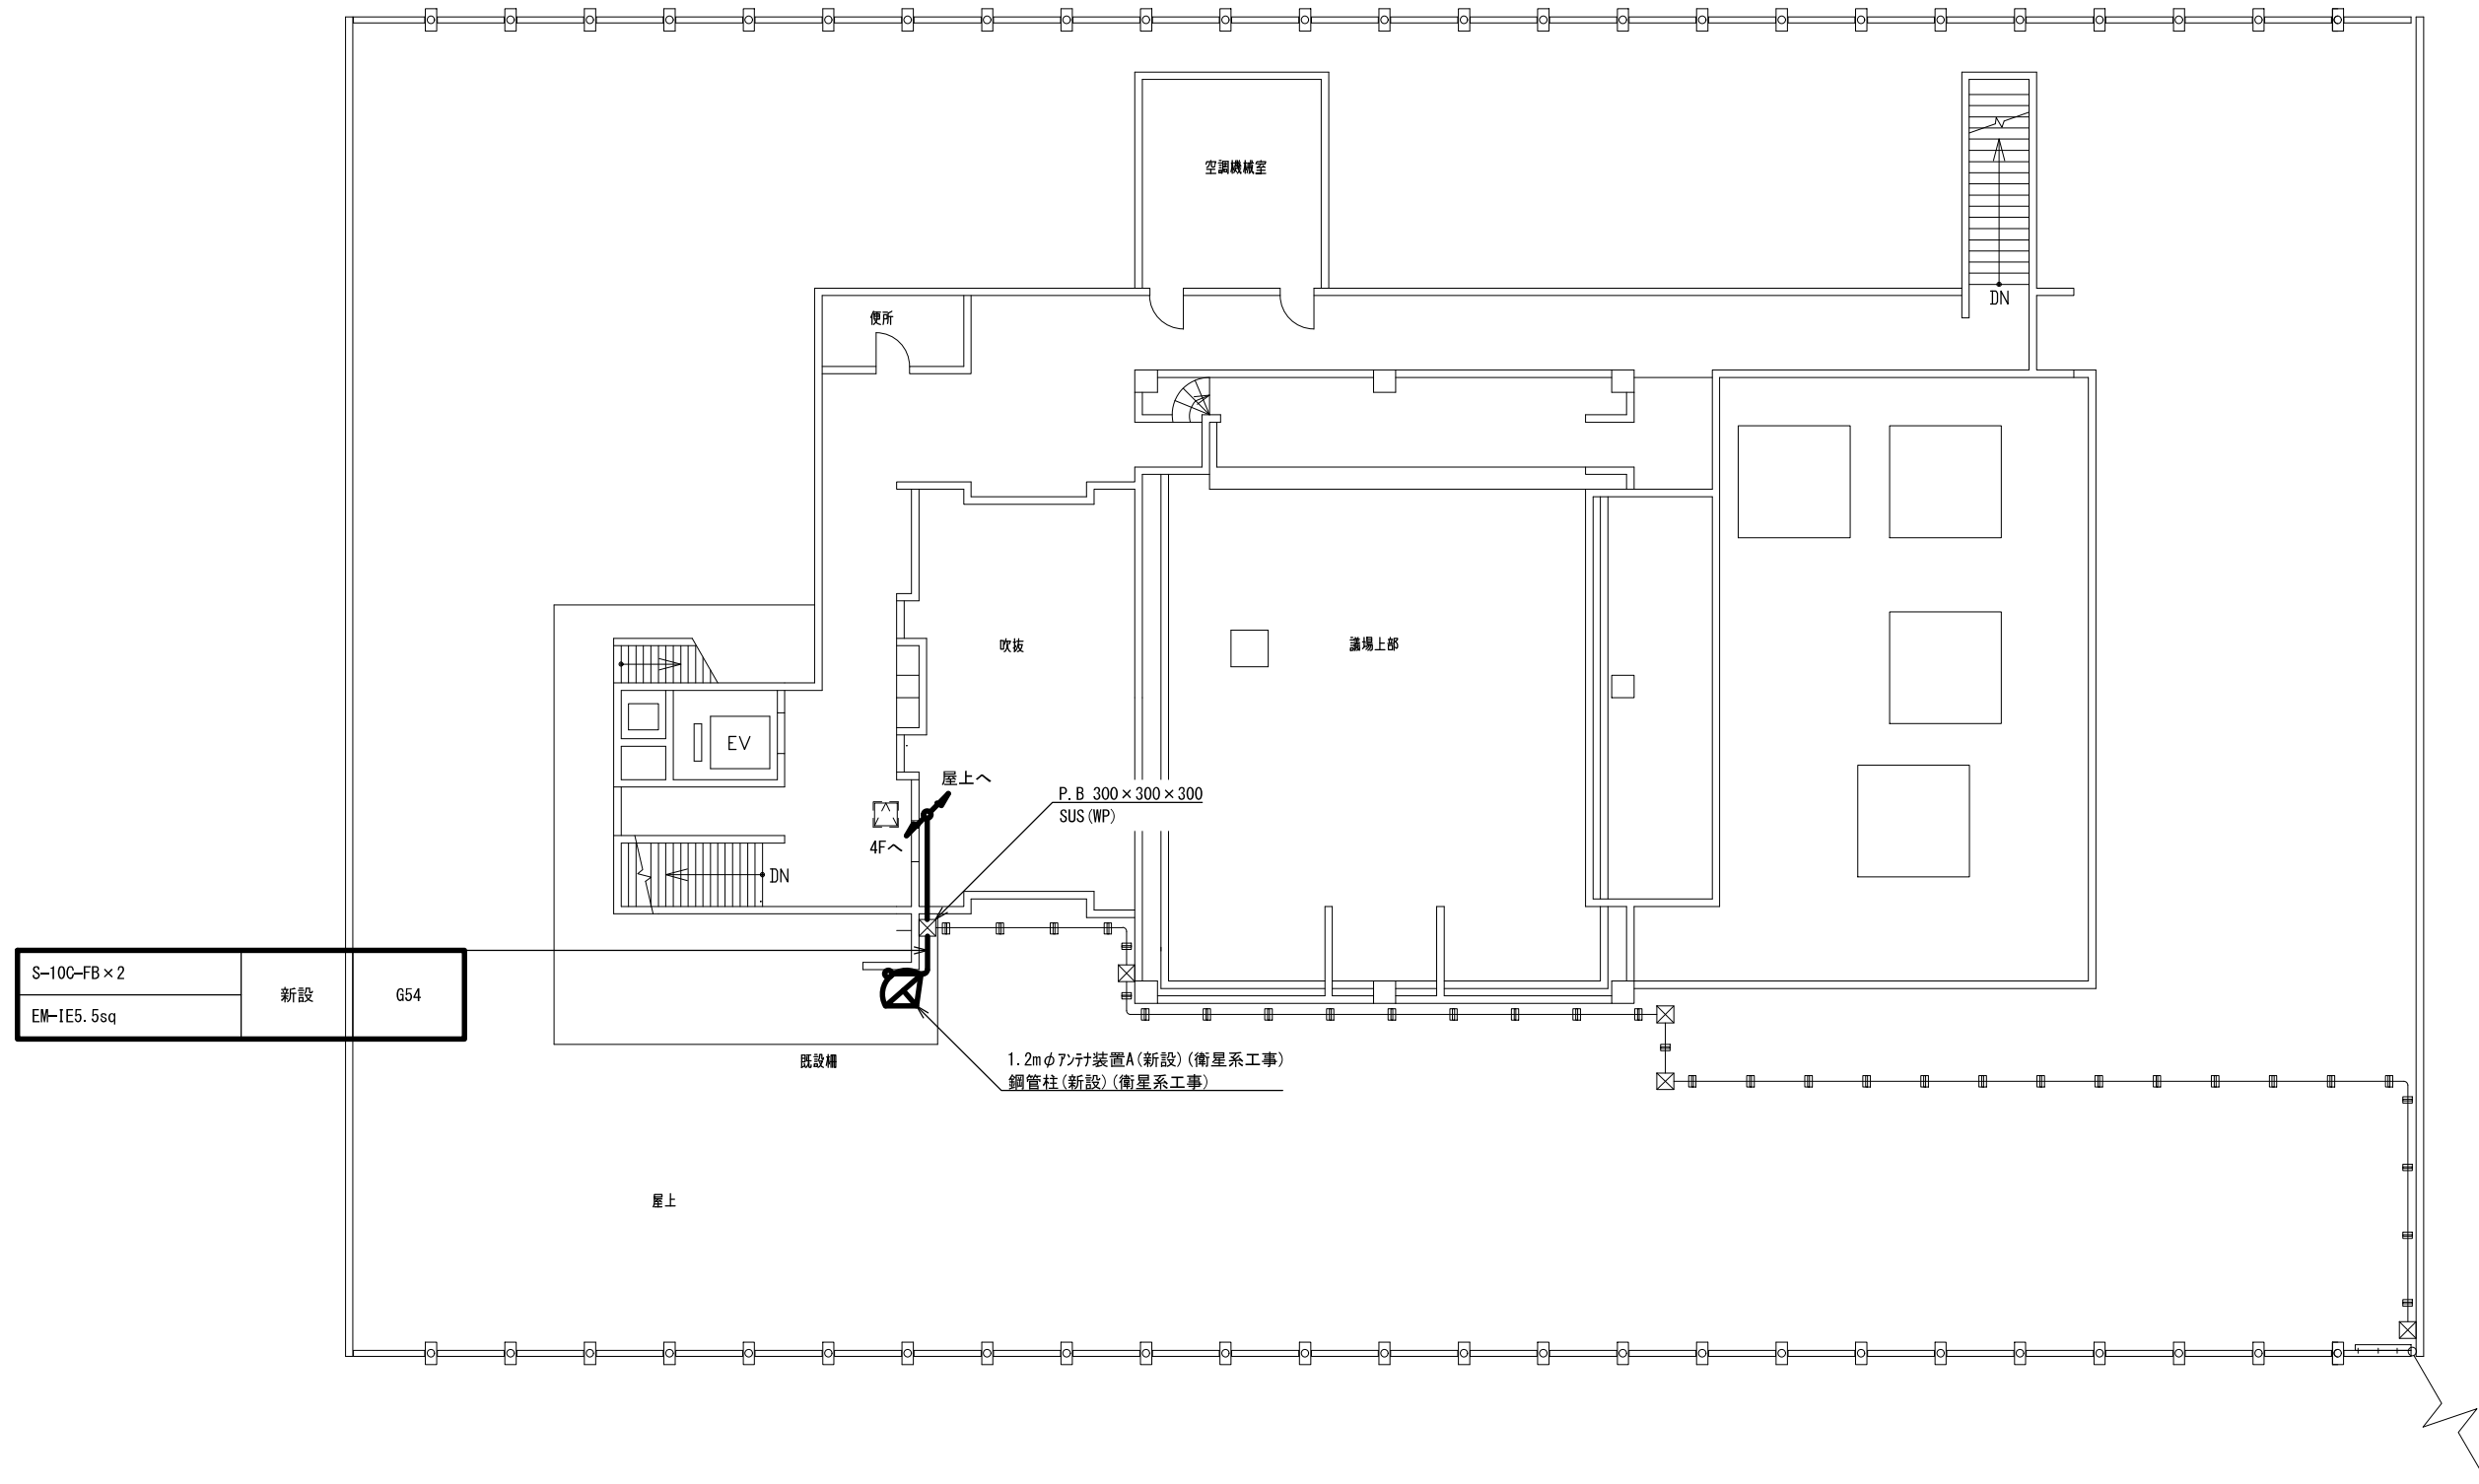 空調機械室
DN
便所
吹抜
議場上部
EV
屋上へ
P.B 300×300×300
SUS(WP)
4Fへ
DN
S-10C-FB×2
新設
G54
EM-IE5.5sq
既設柵
1.2mφアンテナ装置A(新設)(衛星系工事)
鋼管柱(新設)(衛星系工事)
屋上